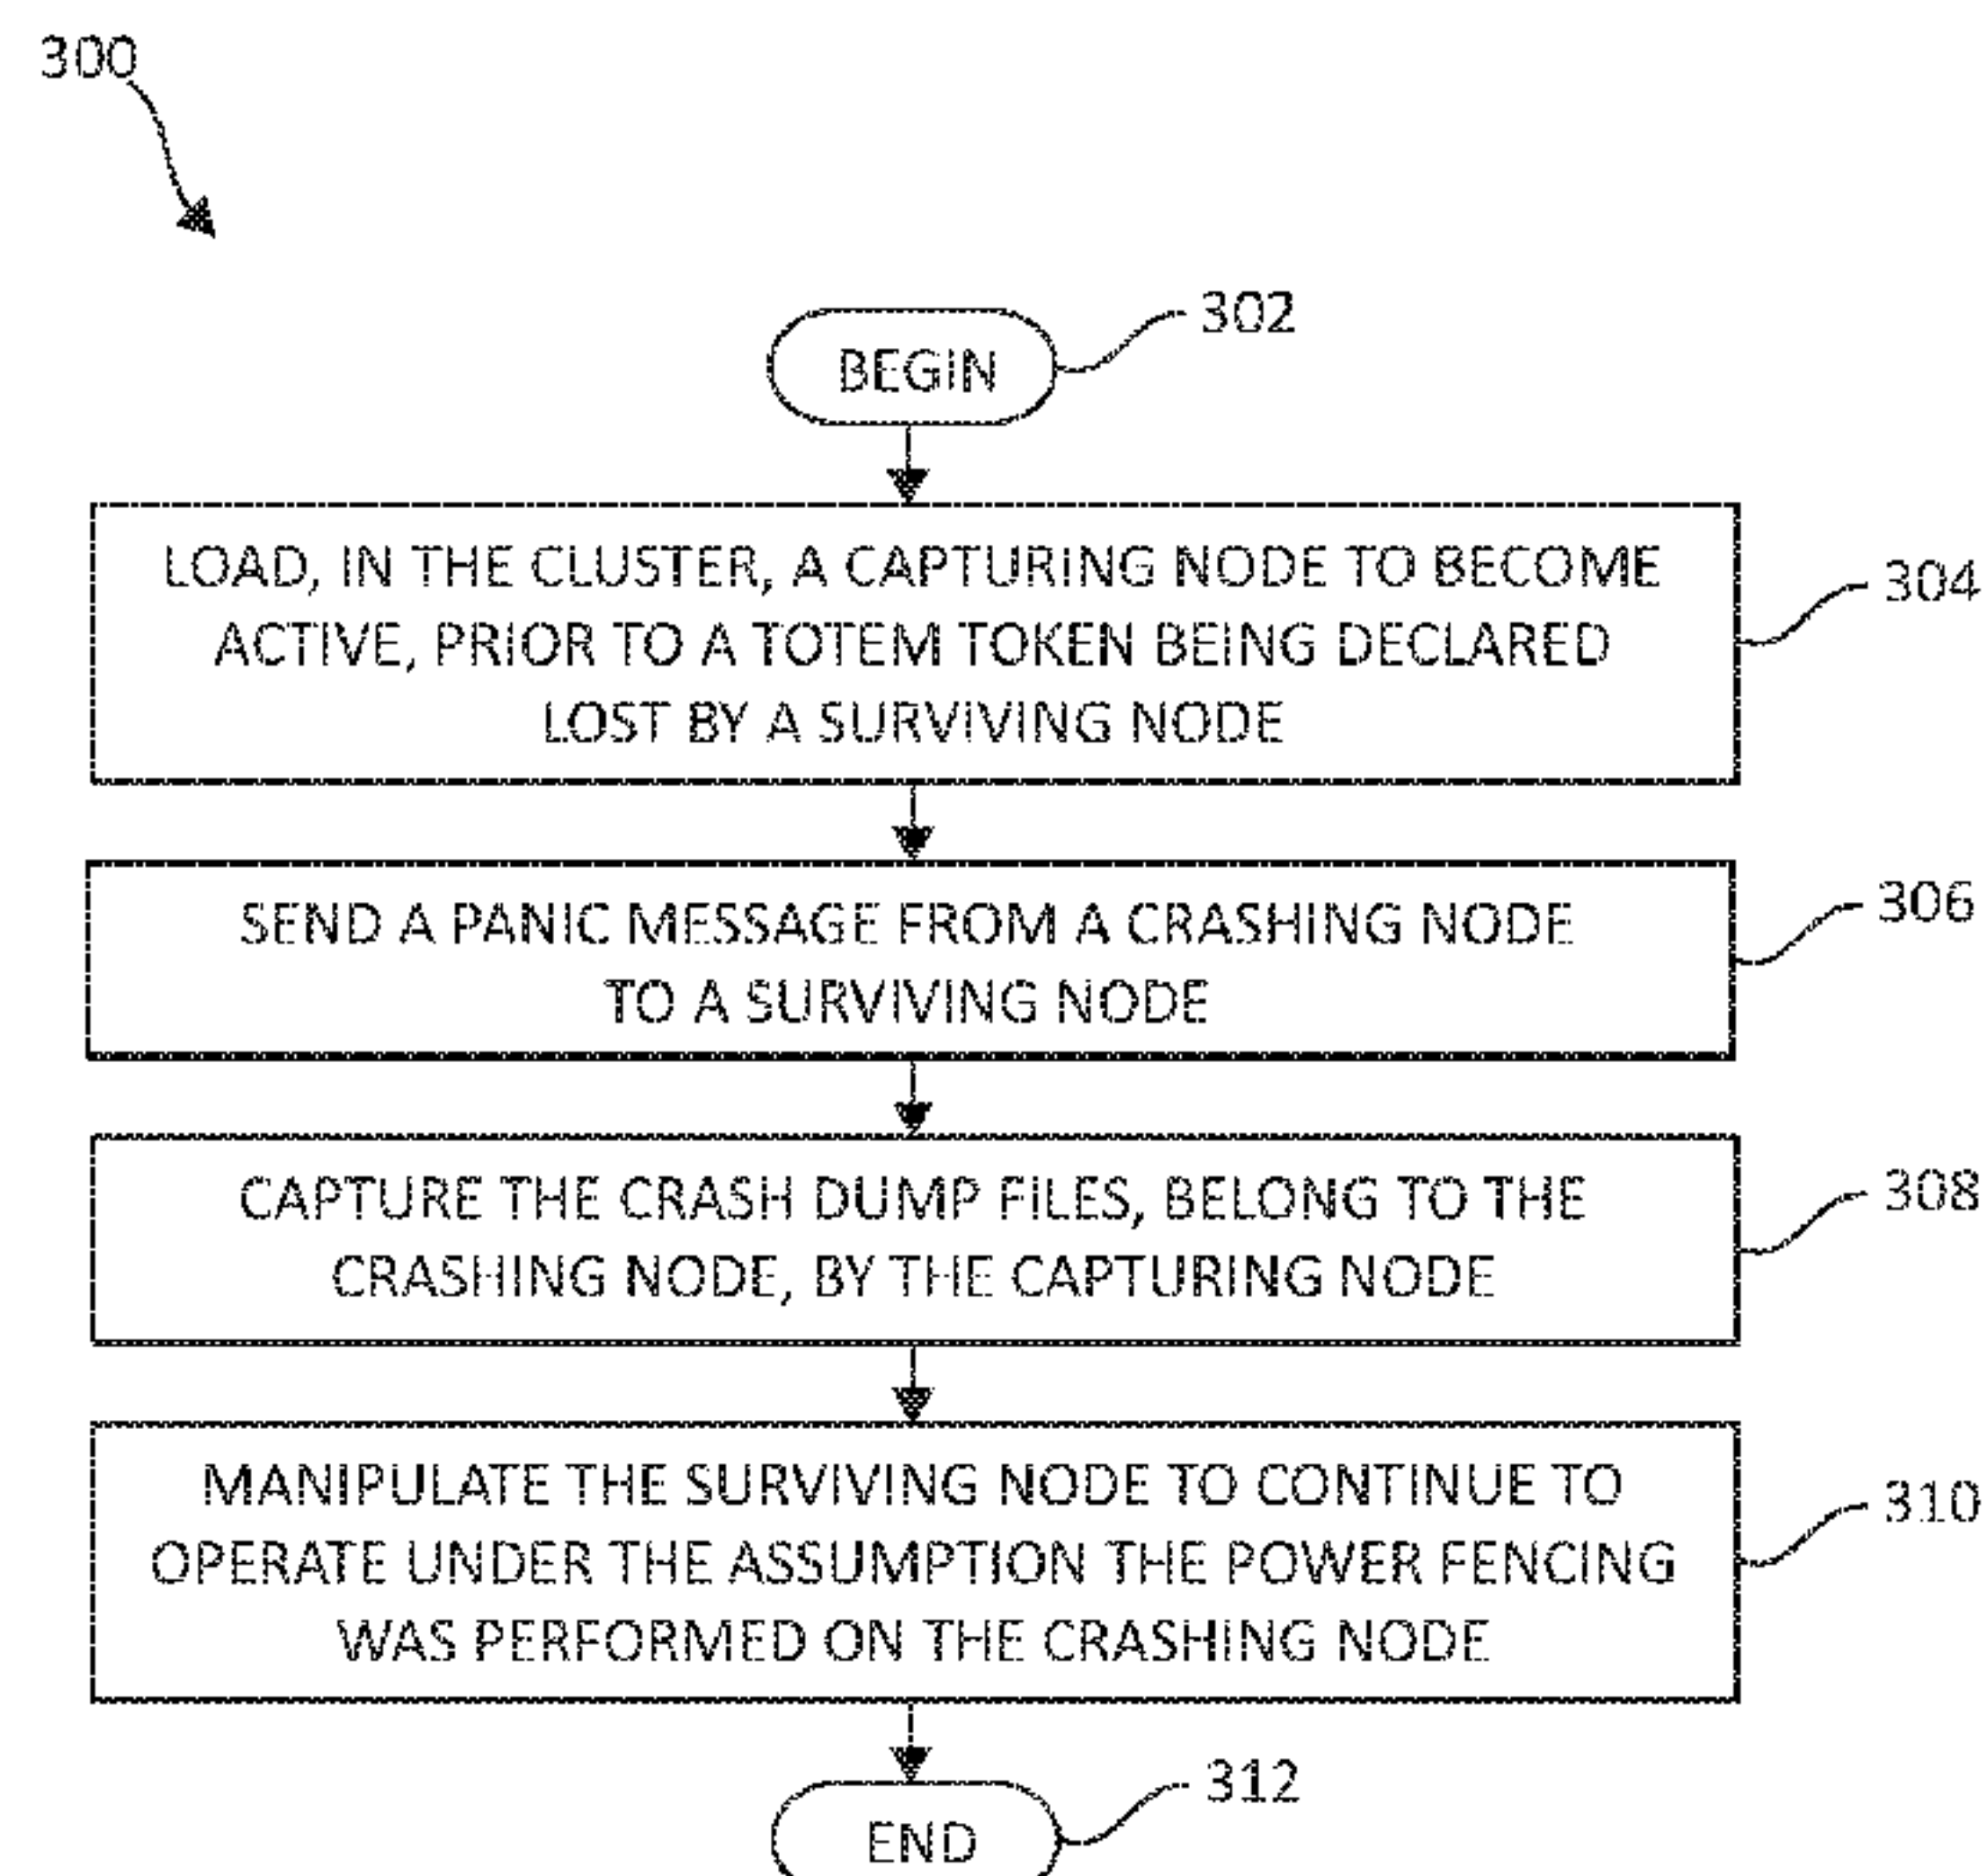 300
302
BEGIN
LOAD, IN THE CLUSTER, A CAPTURING NODE TO BECOME
ACTIVE, PRIOR TO A TOTEM TOKEN BEING DECLARED
LOST BY A SURVIVING NODE
304
SEND A PANIC MESSAGE FROM A CRASHING NODE
TO A SURVIVING NODE
306
CAPTURE THE CRASH DUMP FILES, BELONG TO THE
CRASHING NODE, BY THE CAPTURING NODE
308
MANIPULATE THE SURVIVING NODE TO CONTINUE TO
OPERATE UNDER THE ASSUMPTION THE POWER FENCING
WAS PERFORMED ON THE CRASHING NODE
310
312
END